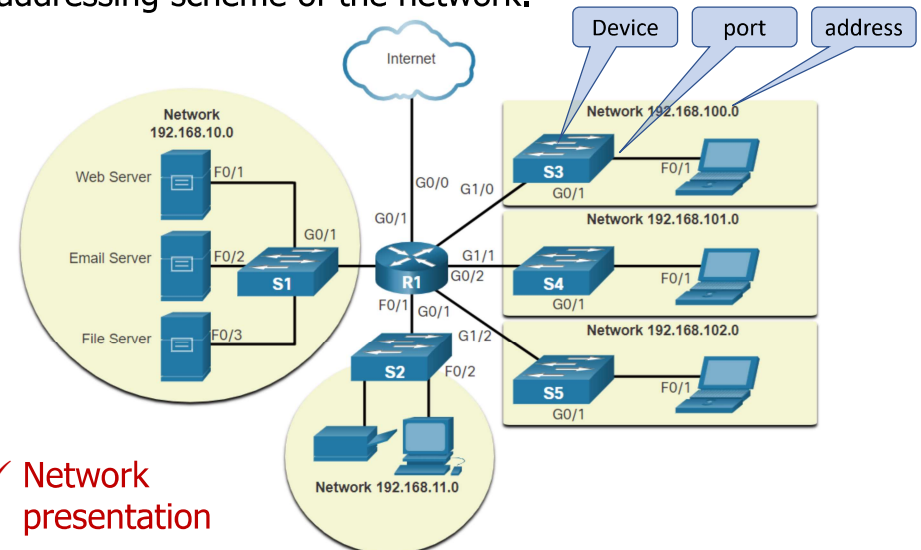 addressing scheme of the network.
Device
port
address
Internet
Network
192.168.10.0
Web Server
F0/1
Email Server
F0/2
File Server
F0/3
G0/1
S1
G0/0
G0/1
R1
G1/0
G1/1
G0/2
F0/1
G0/1
G1/2
S2
F0/2
Network 192.168.11.0
Network 192.168.100.0
S3
G0/1
F0/1
Network 192.168.101.0
S4
G0/1
F0/1
Network 192.168.102.0
S5
G0/1
F0/1
✓ Network
presentation